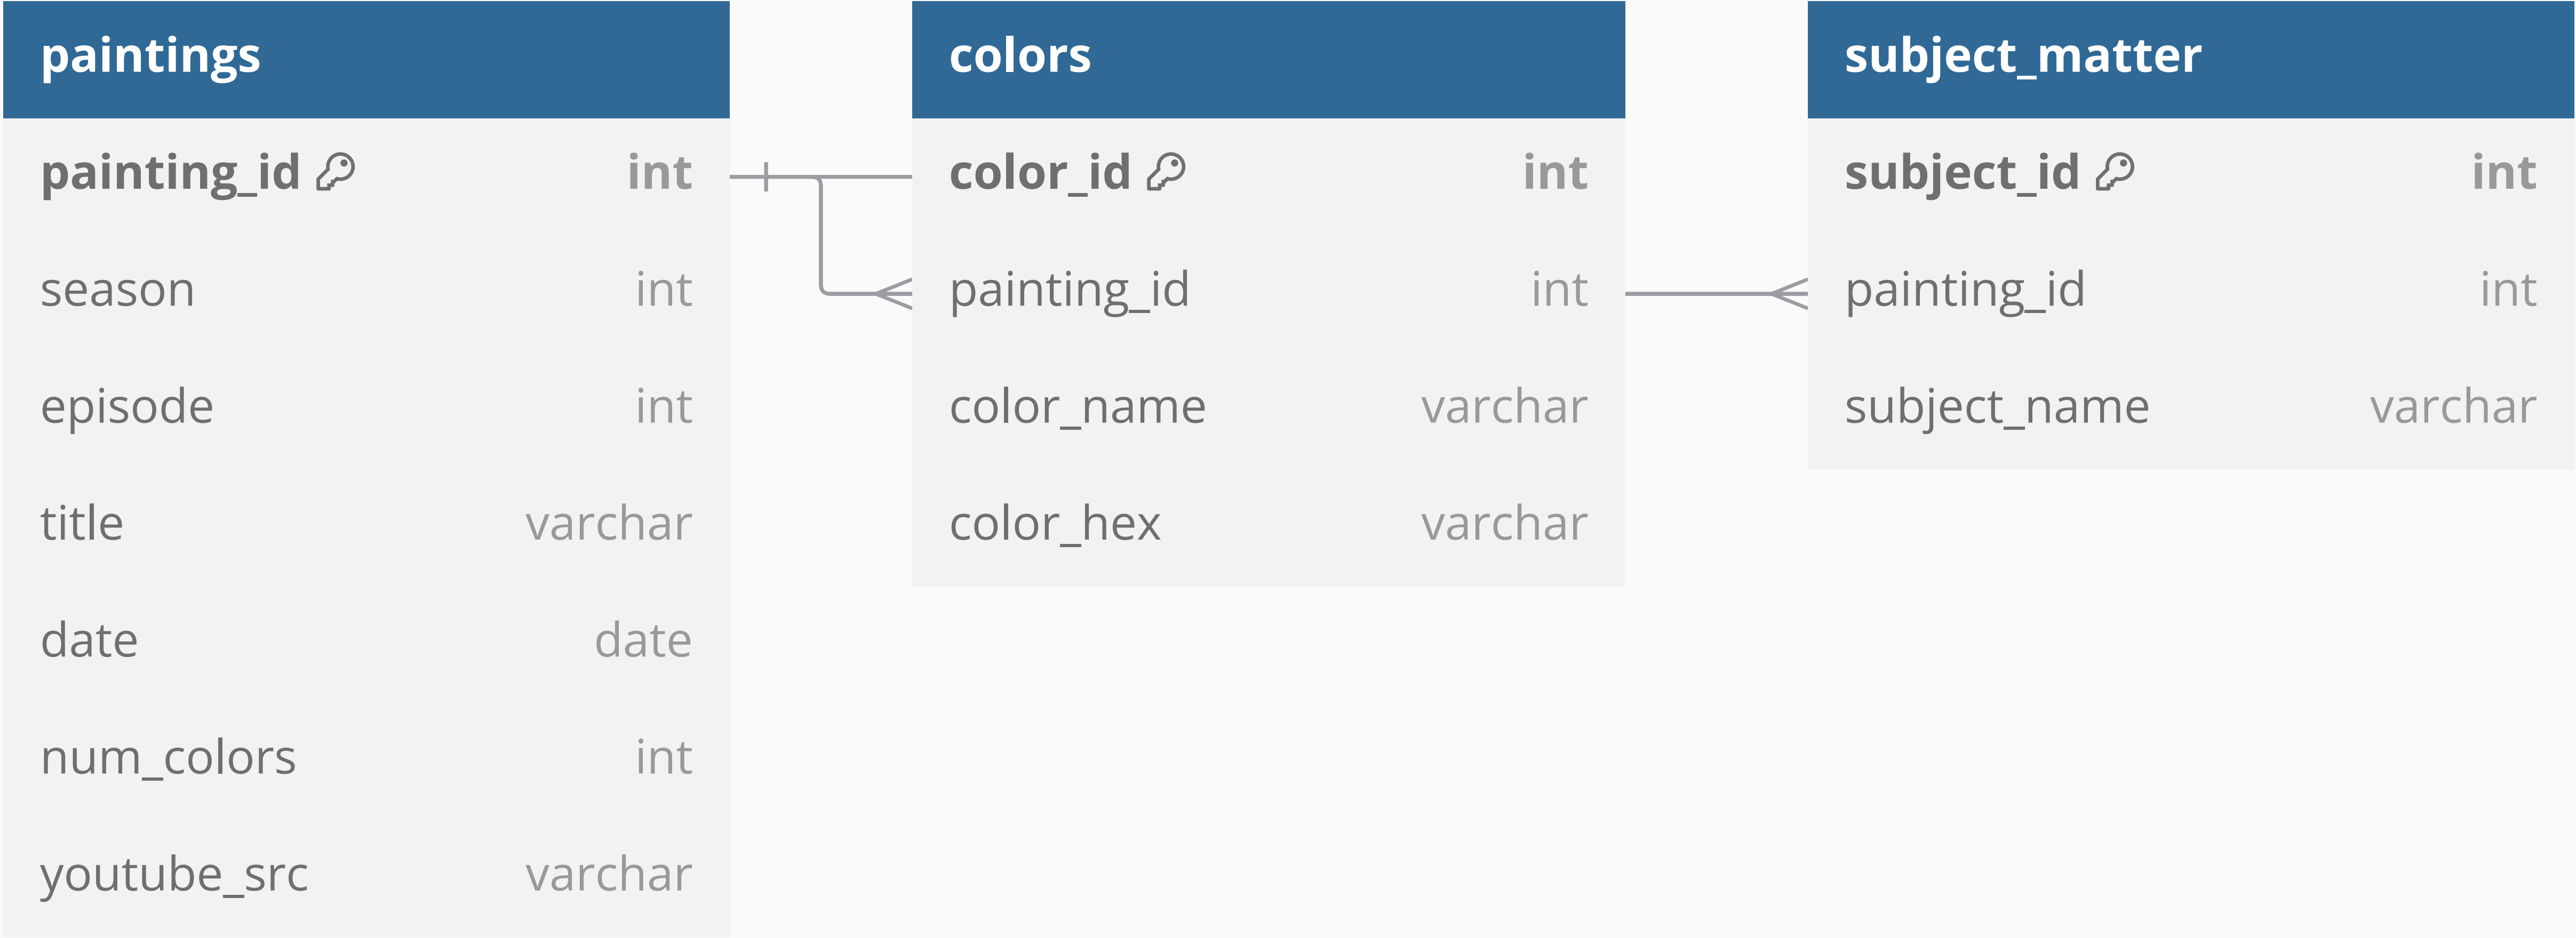 paintings
painting_id int
season int
episode int
title varchar
date date
num_colors int
youtube_src varchar
colors
color_id int
painting_id int
color_name varchar
color_hex varchar
subject_matter
subject_id int
painting_id int
subject_name varchar